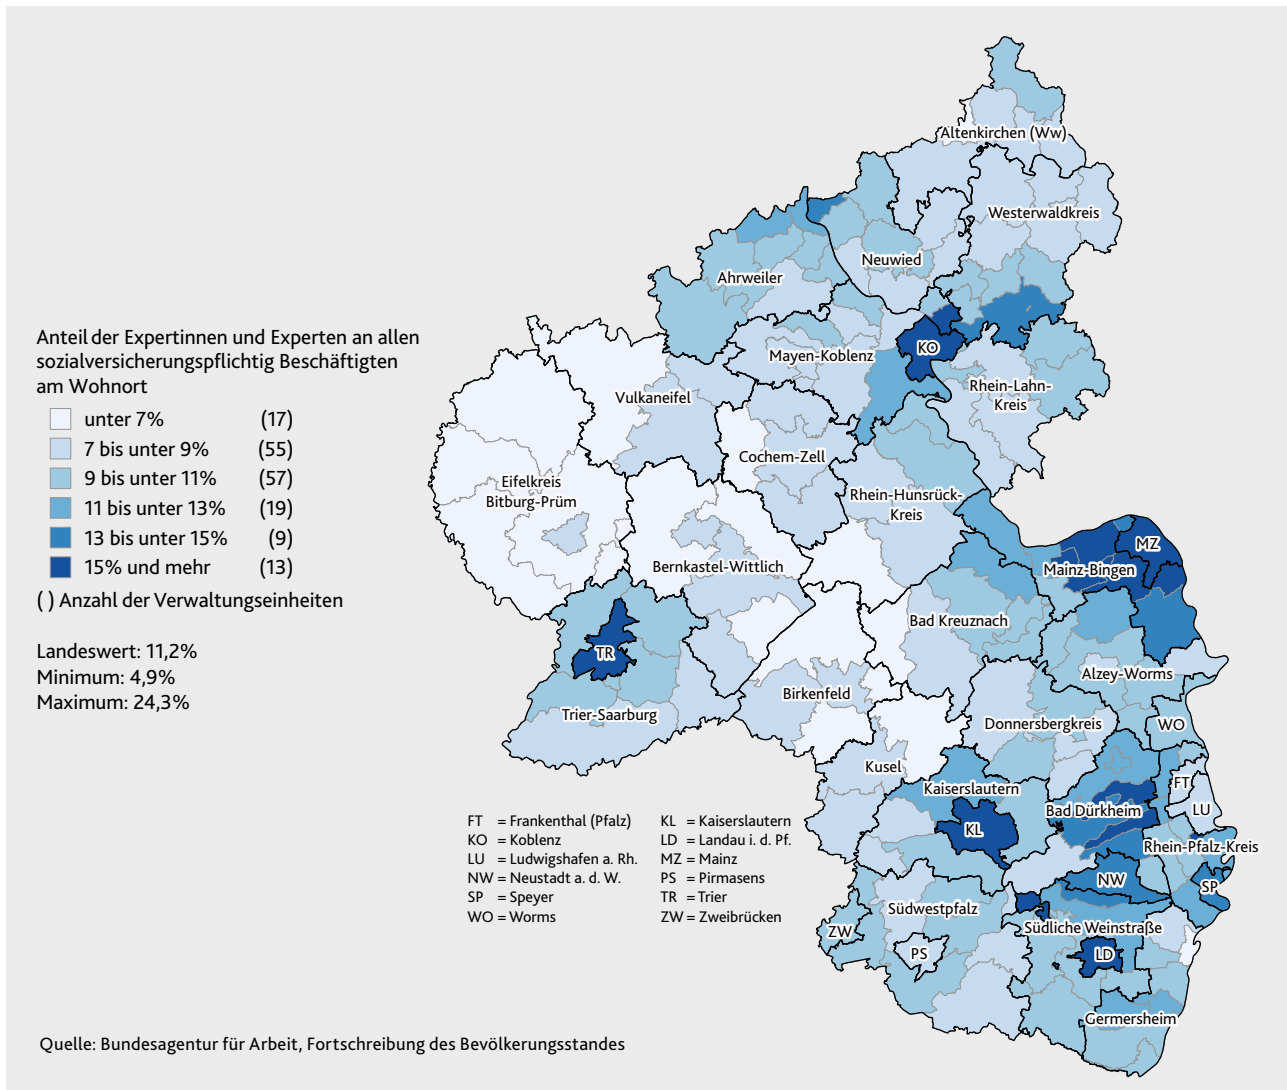 Altenkirchen (Ww)
Westerwaldkreis
Neuwied
Ahrweiler
Anteil der Expertinnen und Experten an allen
sozialversicherungspflichtig Beschäftigten
am Wohnort
unter 7% (17)
7 bis unter 9% (55)
9 bis unter 11% (57)
11 bis unter 13% (19)
13 bis unter 15% (9)
15% und mehr (13)
( ) Anzahl der Verwaltungseinheiten
Landeswert: 11,2%
Minimum: 4,9%
Maximum: 24,3%
KO
Mayen-Koblenz
Rhein-Lahn-
Kreis
Vulkaneifel
Cochem-Zell
Eifelkreis
Bitburg-Prüm
Rhein-Hunsrück-
Kreis
MZ
Mainz-Bingen
Bernkastel-Wittlich
Bad Kreuznach
TR
Alzey-Worms
Birkenfeld
Trier-Saarburg
Donnersbergkreis
WO
Kusel
FT
Kaiserslautern
Bad Dürkheim
LU
KL
Rhein-Pfalz-Kreis
NW
SP
Südwestpfalz
Südliche Weinstraße
ZW
PS
LD
Germersheim
FT = Frankenthal (Pfalz)
KO = Koblenz
LU = Ludwigshafen a. Rh.
NW = Neustadt a. d. W.
SP = Speyer
WO = Worms
KL = Kaiserslautern
LD = Landau i. d. Pf.
MZ = Mainz
PS = Pirmasens
TR = Trier
ZW = Zweibrücken
Quelle: Bundesagentur für Arbeit, Fortschreibung des Bevölkerungsstandes